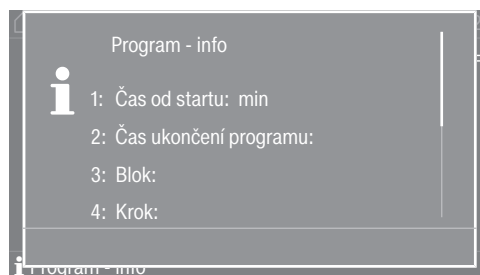 Program - info
1: Čas od startu: min
2: Čas ukončení programu:
3: Blok:
4: Krok:
Program - info